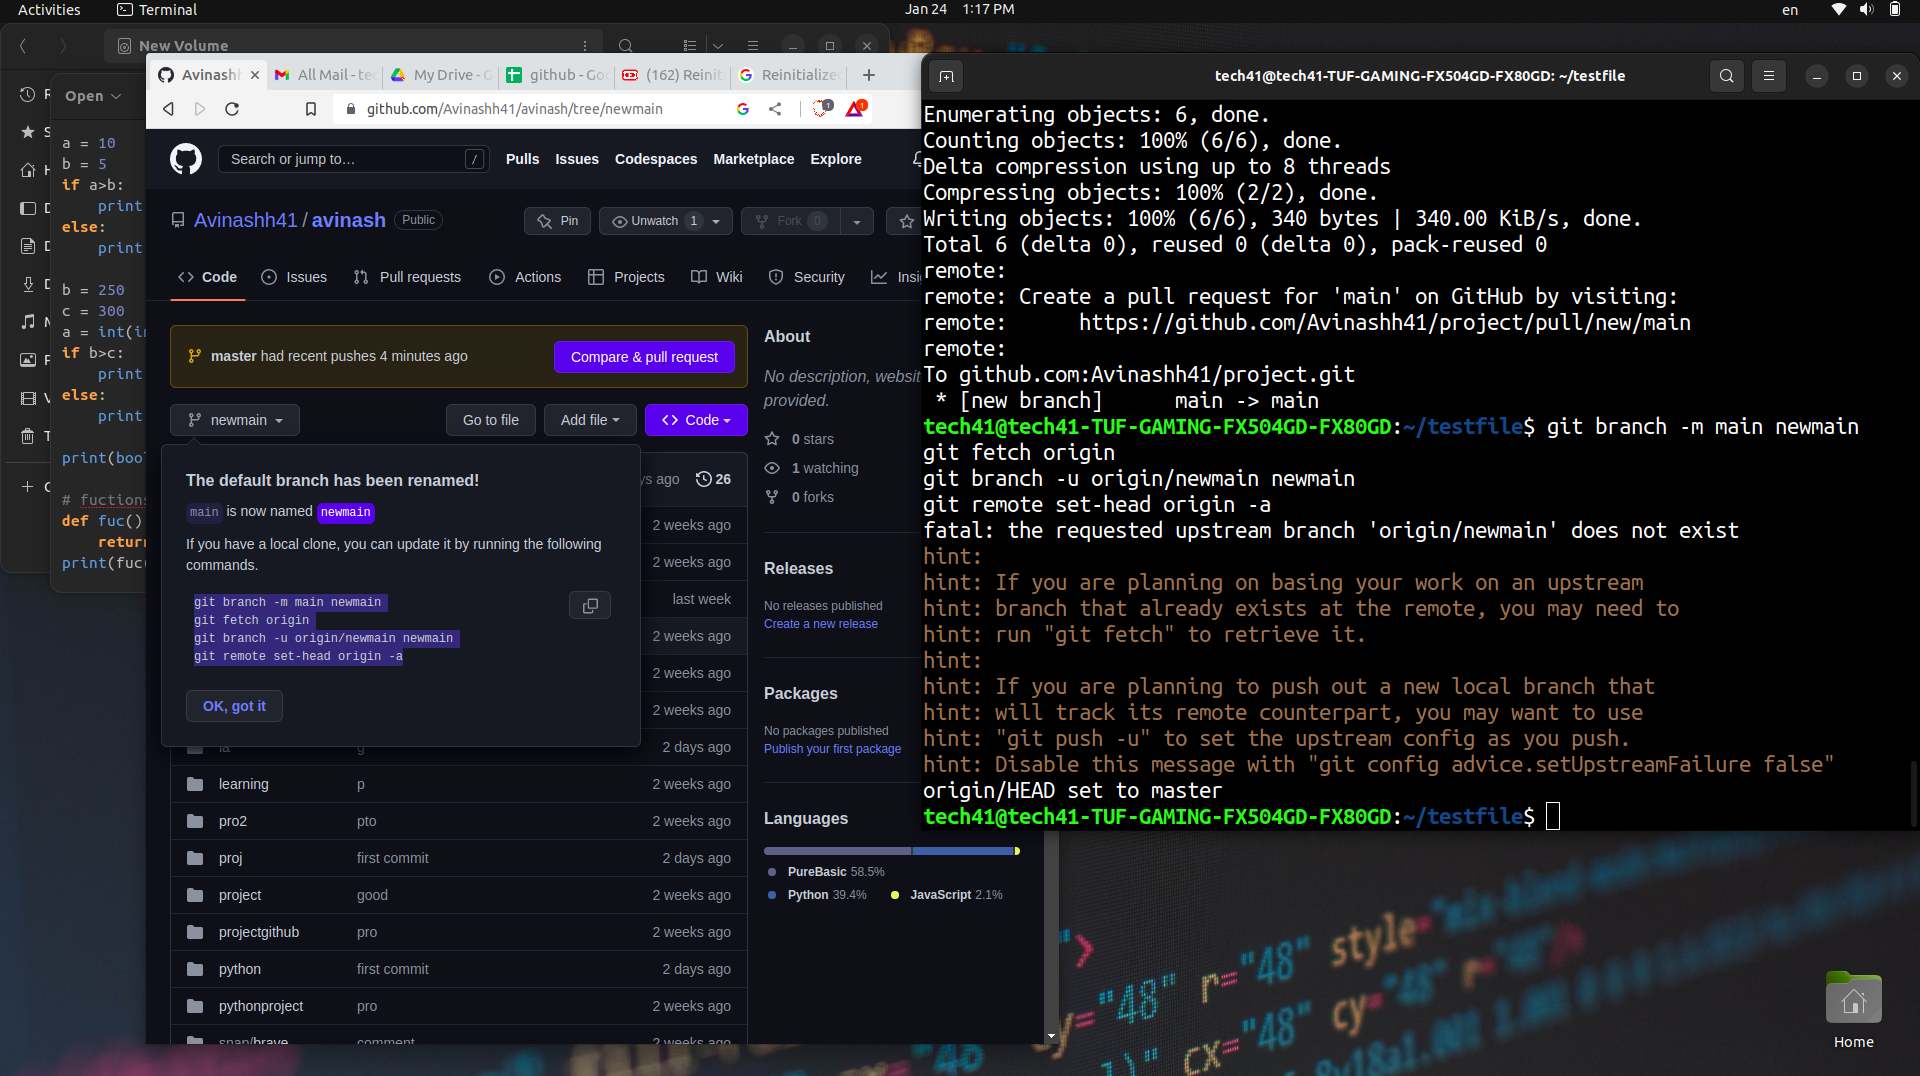 Activities
Terminal
Jan 24 1:17 PM
en
New Volume
Open
a = 10
b = 5
if a>b:
print
else:
print
b = 250
c = 300
a = int(in
if b>c:
print
else:
print
print(bool
# fuctions
def fuc()
return
print(fuc(
Avinashh
All Mail - tec
My Drive - G
github - Goo
(162) Reinit
Reinitialized
github.com/Avinashh41/avinash/tree/newmain
1
1
Search or jump to…
/
Pulls
Issues
Codespaces
Marketplace
Explore
Avinashh41 / avinash
Public
Pin
Unwatch 1
Fork 0
Code
Issues
Pull requests
Actions
Projects
Wiki
Security
Insi
master had recent pushes 4 minutes ago
Compare & pull request
newmain
Go to file
Add file
Code
The default branch has been renamed!
main is now named newmain
If you have a local clone, you can update it by running the following
commands.
git branch -m main newmain
git fetch origin
git branch -u origin/newmain newmain
git remote set-head origin -a
OK, got it
ys ago
26
2 weeks ago
2 weeks ago
last week
2 weeks ago
2 weeks ago
2 weeks ago
2 days ago
learning p 2 weeks ago
pro2 pto 2 weeks ago
proj first commit 2 days ago
project good 2 weeks ago
projectgithub pro 2 weeks ago
python first commit 2 days ago
pythonproject pro 2 weeks ago
snap/brave comment 2 weeks ago
About
No description, websit
provided.
0 stars
1 watching
0 forks
Releases
No releases published
Create a new release
Packages
No packages published
Publish your first package
Languages
PureBasic 58.5%
Python 39.4%
JavaScript 2.1%
tech41@tech41-TUF-GAMING-FX504GD-FX80GD: ~/testfile
Enumerating objects: 6, done.
Counting objects: 100% (6/6), done.
Delta compression using up to 8 threads
Compressing objects: 100% (2/2), done.
Writing objects: 100% (6/6), 340 bytes | 340.00 KiB/s, done.
Total 6 (delta 0), reused 0 (delta 0), pack-reused 0
remote:
remote: Create a pull request for 'main' on GitHub by visiting:
remote:      https://github.com/Avinashh41/project/pull/new/main
remote:
To github.com:Avinashh41/project.git
* [new branch]      main -> main
tech41@tech41-TUF-GAMING-FX504GD-FX80GD:~/testfile$ git branch -m main newmain
git fetch origin
git branch -u origin/newmain newmain
git remote set-head origin -a
fatal: the requested upstream branch 'origin/newmain' does not exist
hint:
hint: If you are planning on basing your work on an upstream
hint: branch that already exists at the remote, you may need to
hint: run "git fetch" to retrieve it.
hint:
hint: If you are planning to push out a new local branch that
hint: will track its remote counterpart, you may want to use
hint: "git push -u" to set the upstream config as you push.
hint: Disable this message with "git config advice.setUpstreamFailure false"
origin/HEAD set to master
tech41@tech41-TUF-GAMING-FX504GD-FX80GD:~/testfile$
"48" r="48" style=
"48" cy=
cx="48"
Home